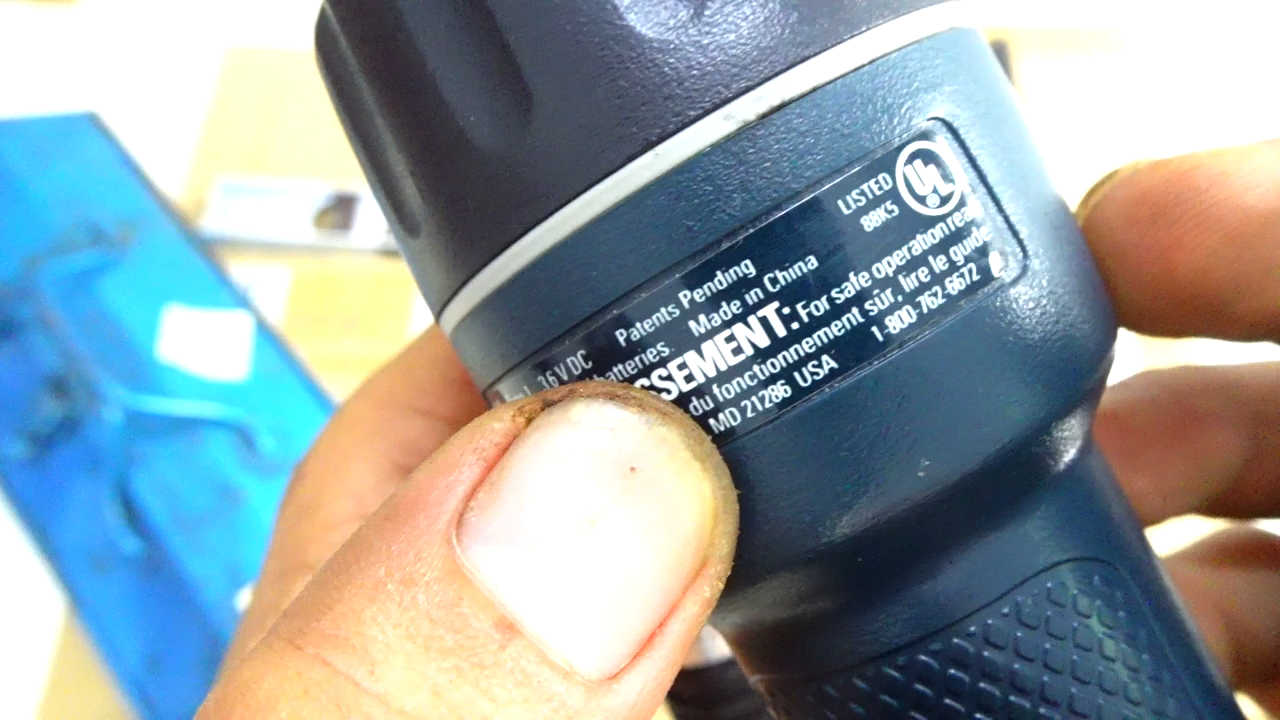 LISTED UL
88K5
Patents Pending
36 V DC Made in China
batteries.
SSEMENT: For safe operation rea
du fonctionnement sûr, lire le guide
MD 21286 USA 1-800-762-6672